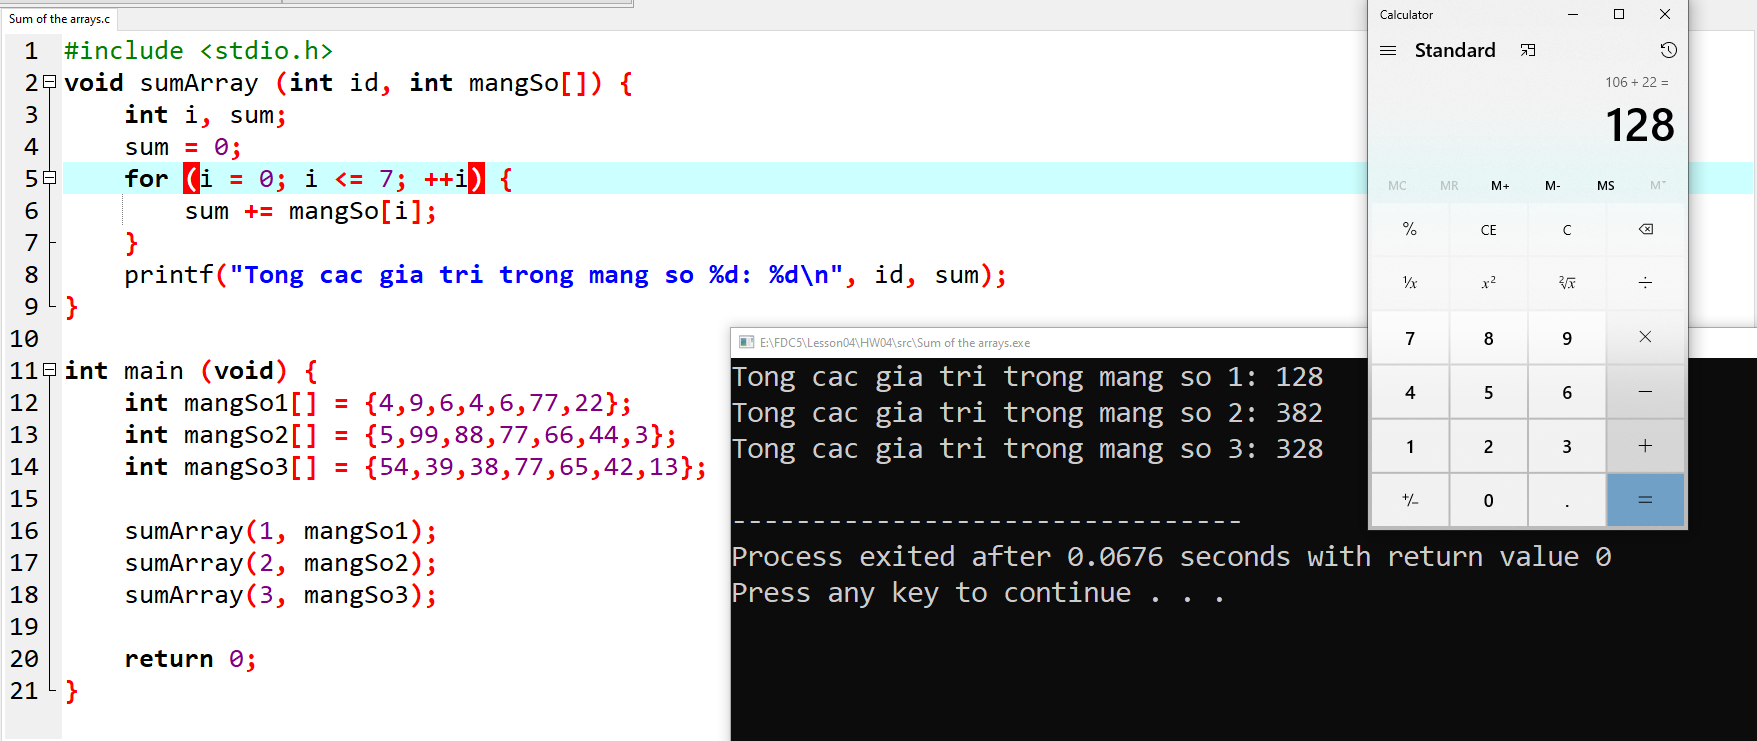 Sum of the arrays.c
1 #include <stdio.h>
2 void sumArray (int id, int mangSo[]) {
3 int i, sum;
4 sum = 0;
5 for (i = 0; i <= 7; ++i) {
6 sum += mangSo[i];
7 }
8 printf("Tong cac gia tri trong mang so %d: %d\n", id, sum);
9 }
10
11 int main (void) {
12 int mangSo1[] = {4,9,6,4,6,77,22};
13 int mangSo2[] = {5,99,88,77,66,44,3};
14 int mangSo3[] = {54,39,38,77,65,42,13};
15
16 sumArray(1, mangSo1);
17 sumArray(2, mangSo2);
18 sumArray(3, mangSo3);
19
20 return 0;
21 }
E:\FDC5\Lesson04\HW04\src\Sum of the arrays.exe
Tong cac gia tri trong mang so 1: 128
Tong cac gia tri trong mang so 2: 382
Tong cac gia tri trong mang so 3: 328
--------------------------------
Process exited after 0.0676 seconds with return value 0
Press any key to continue . . .
Calculator
Standard
106 + 22 =
128
MC MR M+ M- MS M˅
% CE C
¹/x x² ²√x ÷
7 8 9 ×
4 5 6 −
1 2 3 +
+/− 0 . =